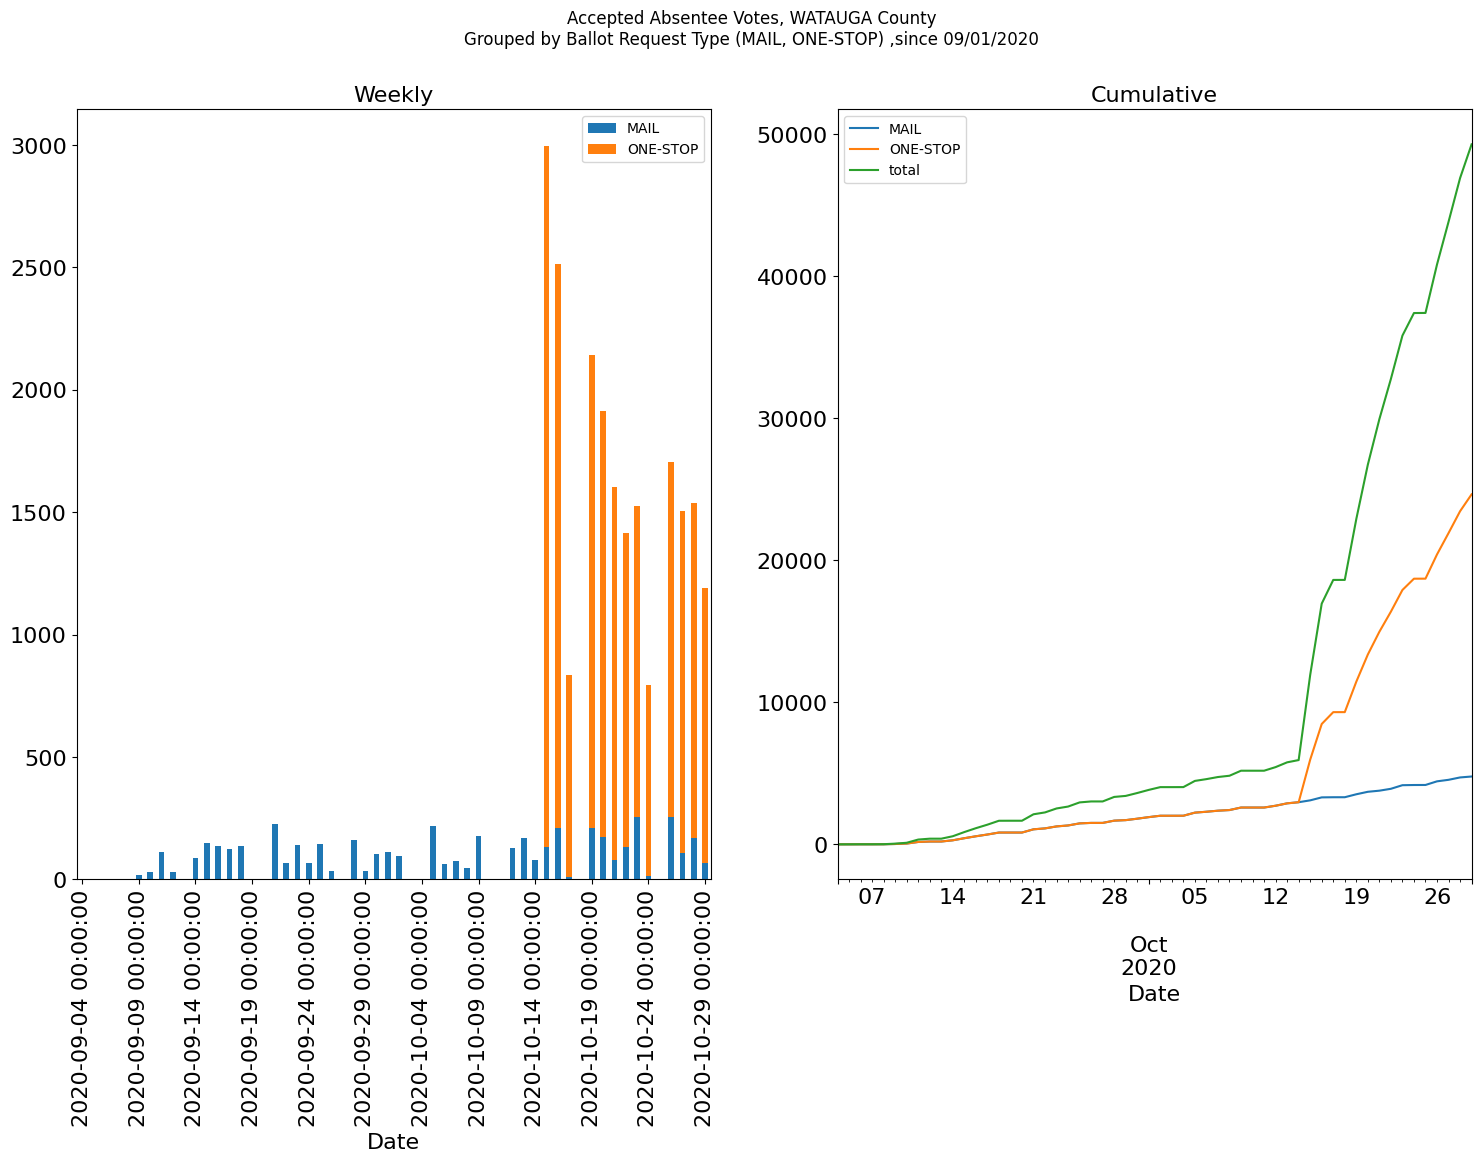 Accepted Absentee Votes, WATAUGA County
Grouped by Ballot Request Type (MAIL, ONE-STOP) ,since 09/01/2020
Weekly
MAIL
ONE-STOP
3000
2500
2000
1500
1000
500
0
2020-09-04 00:00:00
2020-09-09 00:00:00
2020-09-14 00:00:00
2020-09-19 00:00:00
2020-09-24 00:00:00
2020-09-29 00:00:00
2020-10-04 00:00:00
2020-10-09 00:00:00
2020-10-14 00:00:00
2020-10-19 00:00:00
2020-10-24 00:00:00
2020-10-29 00:00:00
Date
Cumulative
MAIL
ONE-STOP
total
50000
40000
30000
20000
10000
0
07 14 21 28 05 12 19 26
Oct
2020
Date